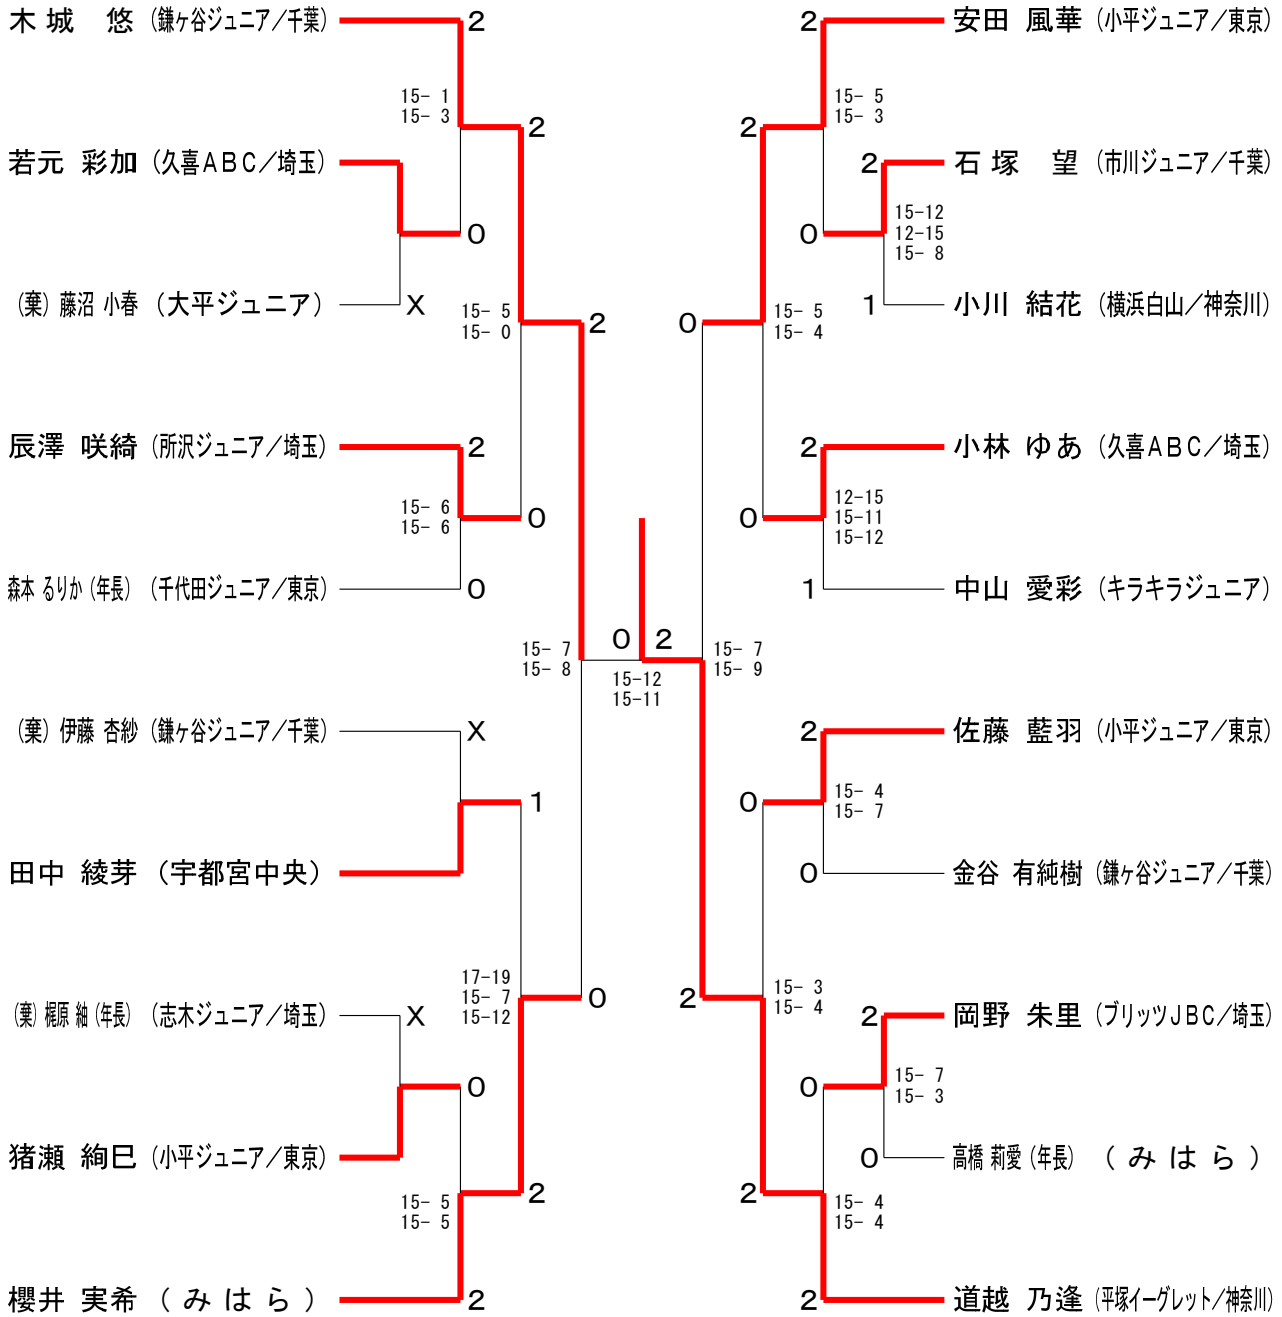 木城 悠 (鎌ヶ谷ジュニア／千葉) 2
15- 1
15- 3
2
若元 彩加 (久喜ABC／埼玉)
0
(棄) 藤沼 小春 (大平ジュニア) X
15- 5
15- 0
2
辰澤 咲綺 (所沢ジュニア／埼玉) 2
15- 6
15- 6
0
森本 るりか (年長) (千代田ジュニア／東京) 0
15- 7
15- 8
(棄) 伊藤 杏紗 (鎌ヶ谷ジュニア／千葉) X
1
田中 綾芽 (宇都宮中央)
17-19
15- 7
15-12
0
(棄) 梶原 紬 (年長) (志木ジュニア／埼玉) X
0
猪瀬 絢巳 (小平ジュニア／東京)
15- 5
15- 5
2
櫻井 実希 (みはら) 2
0 2
15-12
15-11
2 安田 風華 (小平ジュニア／東京)
15- 5
15- 3
2
2 石塚 望 (市川ジュニア／千葉)
15-12
12-15
15- 8
0
1 小川 結花 (横浜白山／神奈川)
0
15- 5
15- 4
2 小林 ゆあ (久喜ABC／埼玉)
12-15
15-11
15-12
0
1 中山 愛彩 (キラキラジュニア)
15- 7
15- 9
2 佐藤 藍羽 (小平ジュニア／東京)
15- 4
15- 7
0
0 金谷 有純樹 (鎌ヶ谷ジュニア／千葉)
2
15- 3
15- 4
2 岡野 朱里 (ブリッツJBC／埼玉)
15- 7
15- 3
0
0 高橋 莉愛 (年長) (みはら)
15- 4
15- 4
2
2 道越 乃逢 (平塚イーグレット／神奈川)